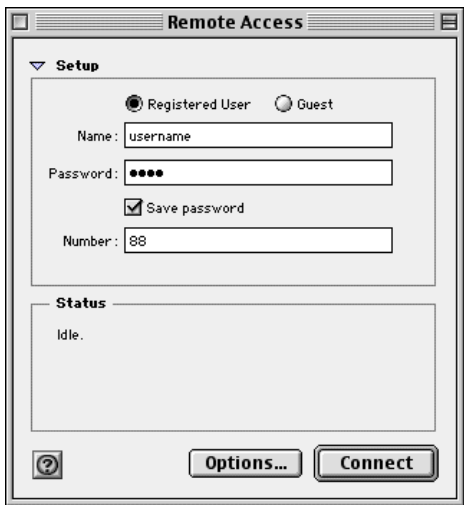 Remote Access
Setup
Registered User Guest
Name: username
Password: ●●●●
Save password
Number: 88
Status
Idle.
? Options... Connect